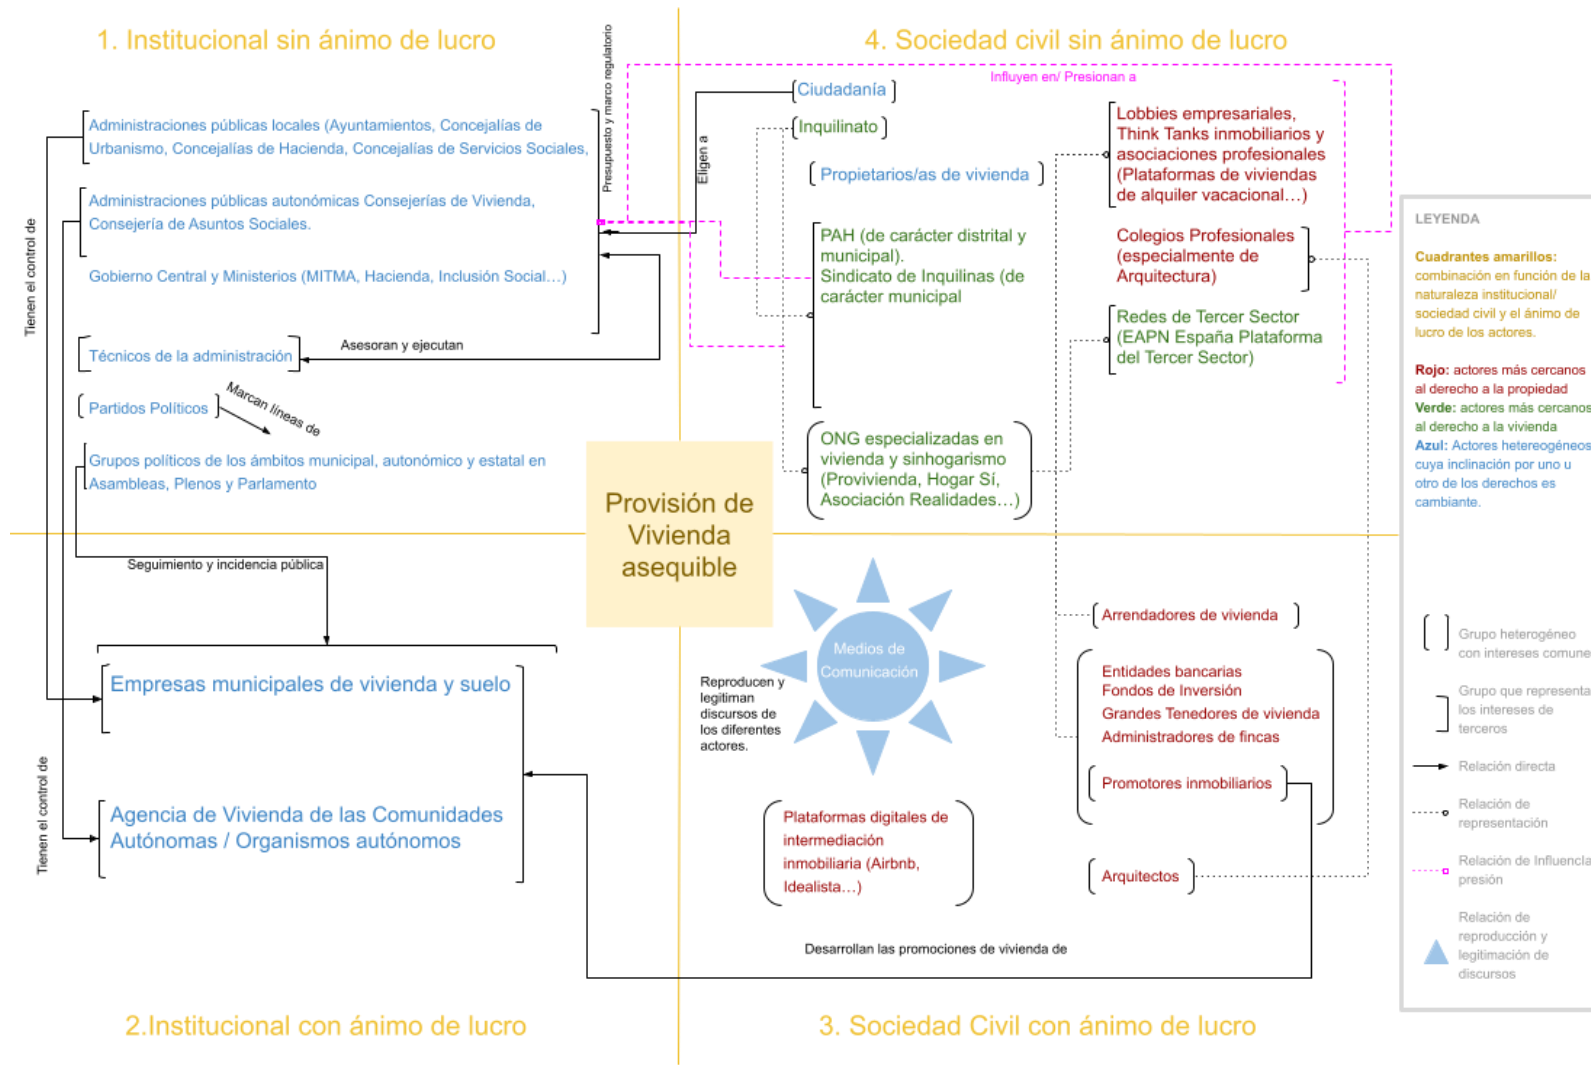 1. Institucional sin ánimo de lucro
Administraciones públicas locales (Ayuntamientos, Concejalías de
Urbanismo, Concejalías de Hacienda, Concejalías de Servicios Sociales,
Administraciones públicas autonómicas Consejerías de Vivienda,
Consejería de Asuntos Sociales.
Gobierno Central y Ministerios (MITMA, Hacienda, Inclusión Social…)
Tienen el control de
Presupuesto y marco regulatorio
Técnicos de la administración
Asesoran y ejecutan
Partidos Políticos
Marcan líneas de
Grupos políticos de los ámbitos municipal, autonómico y estatal en
Asambleas, Plenos y Parlamento
4. Sociedad civil sin ánimo de lucro
Influyen en/ Presionan a
Eligen a
Ciudadanía
Inquilinato
Propietarios/as de vivienda
PAH (de carácter distrital y
municipal).
Sindicato de Inquilinas (de
carácter municipal
ONG especializadas en
vivienda y sinhogarismo
(Provivienda, Hogar Sí,
Asociación Realidades…)
Lobbies empresariales,
Think Tanks inmobiliarios y
asociaciones profesionales
(Plataformas de viviendas
de alquiler vacacional…)
Colegios Profesionales
(especialmente de
Arquitectura)
Redes de Tercer Sector
(EAPN España Plataforma
del Tercer Sector)
Provisión de
Vivienda
asequible
Seguimiento y incidencia pública
Empresas municipales de vivienda y suelo
Tienen el control de
Agencia de Vivienda de las Comunidades
Autónomas / Organismos autónomos
2.Institucional con ánimo de lucro
Medios de
Comunicación
Reproducen y
legitiman
discursos de
los diferentes
actores.
Plataformas digitales de
intermediación
inmobiliaria (Airbnb,
Idealista…)
Arrendadores de vivienda
Entidades bancarias
Fondos de Inversión
Grandes Tenedores de vivienda
Administradores de fincas
Promotores inmobiliarios
Arquitectos
Desarrollan las promociones de vivienda de
3. Sociedad Civil con ánimo de lucro
LEYENDA
Cuadrantes amarillos:
combinación en función de la
naturaleza institucional/
sociedad civil y el ánimo de
lucro de los actores.
Rojo: actores más cercanos
al derecho a la propiedad
Verde: actores más cercanos
al derecho a la vivienda
Azul: Actores hetereogéneos
cuya inclinación por uno u
otro de los derechos es
cambiante.
Grupo heterogéneo
con intereses comune
Grupo que representa
los intereses de
terceros
Relación directa
Relación de
representación
Relación de Influencia
presión
Relación de
reproducción y
legitimación de
discursos